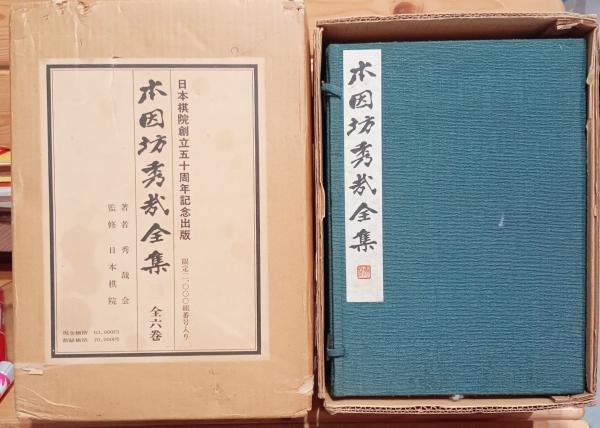 日本棋院創立五十周年記念出版
限定一、〇〇〇組番号入り
本因坊秀哉全集
全六巻
著者 秀哉会
監修 日本棋院
本因坊秀哉全集